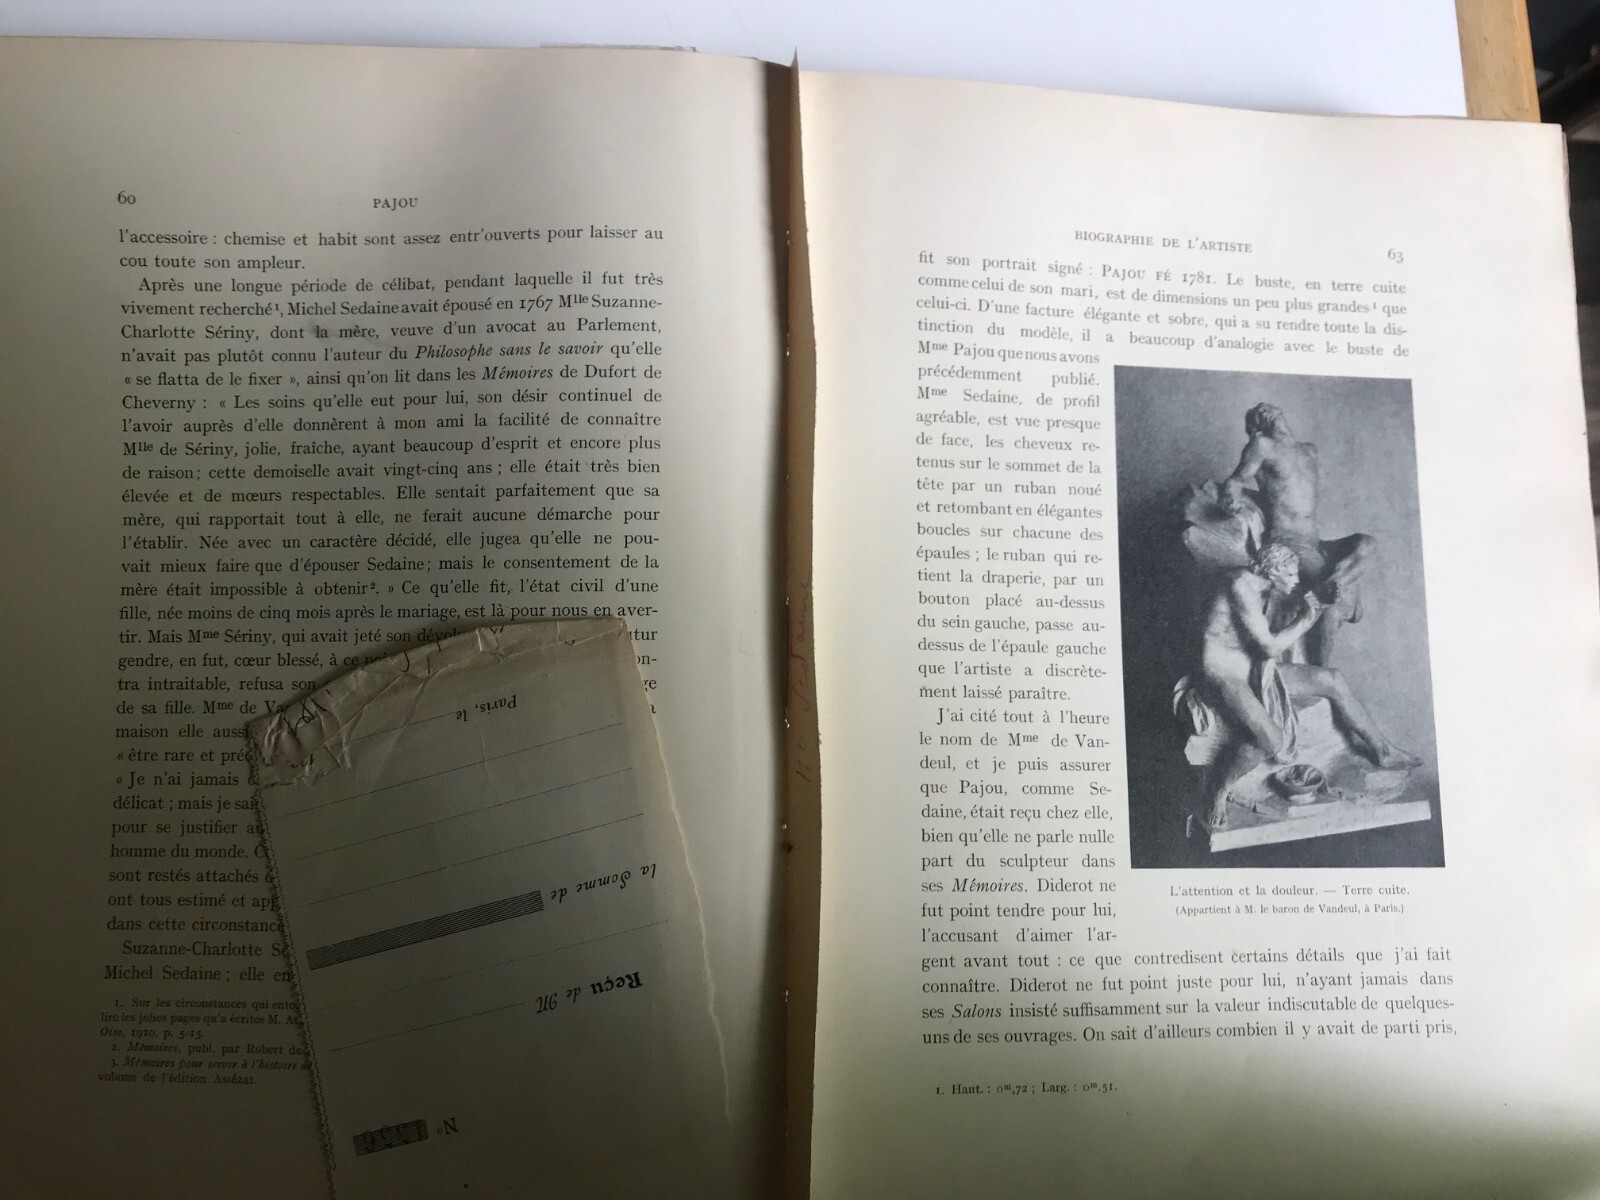 60
PAJOU
l'accessoire : chemise et habit sont assez entr'ouverts pour laisser au
cou toute son ampleur.
Après une longue période de célibat, pendant laquelle il fut très
vivement recherché¹, Michel Sedaine avait épousé en 1767 Mlle Suzanne-
Charlotte Sériny, dont la mère, veuve d'un avocat au Parlement,
n'avait pas plutôt connu l'auteur du Philosophe sans le savoir qu'elle
« se flatta de le fixer », ainsi qu'on lit dans les Mémoires de Dufort de
Cheverny : « Les soins qu'elle eut pour lui, son désir continuel de
l'avoir auprès d'elle donnèrent à mon ami la facilité de connaître
Mlle de Sériny, jolie, fraîche, ayant beaucoup d'esprit et encore plus
de raison; cette demoiselle avait vingt-cinq ans ; elle était très bien
élevée et de mœurs respectables. Elle sentait parfaitement que sa
mère, qui rapportait tout à elle, ne ferait aucune démarche pour
l'établir. Née avec un caractère décidé, elle jugea qu'elle ne pou-
vait mieux faire que d'épouser Sedaine; mais le consentement de la
mère était impossible à obtenir². » Ce qu'elle fit, l'état civil d'une
fille, née moins de cinq mois après le mariage, est là pour nous en aver-
tir. Mais Mme Sériny, qui avait jeté son
gendre, en fut, cœur blessé, à ce
tra intraitable, refusa son
de sa fille. Mme de
maison elle
« être rare et
« Je n'ai jamais
délicat ; mais je
pour se justifier
homme du monde.
sont restés attachés
ont tous estimé et
dans cette circonstance
Suzanne-Charlotte
Michel Sedaine ; elle
1. Sur les circonstances qui
lire les jolies pages qu'a écrites M.
Oise, 1910, p. 5-15.
2. Mémoires, publ. par Robert de
3. Mémoires pour servir à l'histoire
volume de l'édition Assézat.
Paris, le
la Somme de
Reçu de M
No 1556
Sedaine
BIOGRAPHIE DE L'ARTISTE
63
fit son portrait signé : PAJOU FÉ 1781. Le buste, en terre cuite
comme celui de son mari, est de dimensions un peu plus grandes¹ que
celui-ci. D'une facture élégante et sobre, qui a su rendre toute la dis-
tinction du modèle, il a beaucoup d'analogie avec le buste de
Mme Pajou que nous avons
précédemment publié.
Mme Sedaine, de profil
agréable, est vue presque
de face, les cheveux re-
tenus sur le sommet de la
tête par un ruban noué
et retombant en élégantes
boucles sur chacune des
épaules ; le ruban qui re-
tient la draperie, par un
bouton placé au-dessus
du sein gauche, passe au-
dessus de l'épaule gauche
que l'artiste a discrète-
ment laissé paraître.
J'ai cité tout à l'heure
le nom de Mme de Van-
deul, et je puis assurer
que Pajou, comme Se-
daine, était reçu chez elle,
bien qu'elle ne parle nulle
part du sculpteur dans
ses Mémoires. Diderot ne
fut point tendre pour lui,
l'accusant d'aimer l'ar-
gent avant tout : ce que contredisent certains détails que j'ai fait
connaître. Diderot ne fut point juste pour lui, n'ayant jamais dans
ses Salons insisté suffisamment sur la valeur indiscutable de quelques-
uns de ses ouvrages. On sait d'ailleurs combien il y avait de parti pris,
L'attention et la douleur. — Terre cuite.
(Appartient à M. le baron de Vandeul, à Paris.)
1. Haut. : 0m,72 ; Larg. : 0m,51.